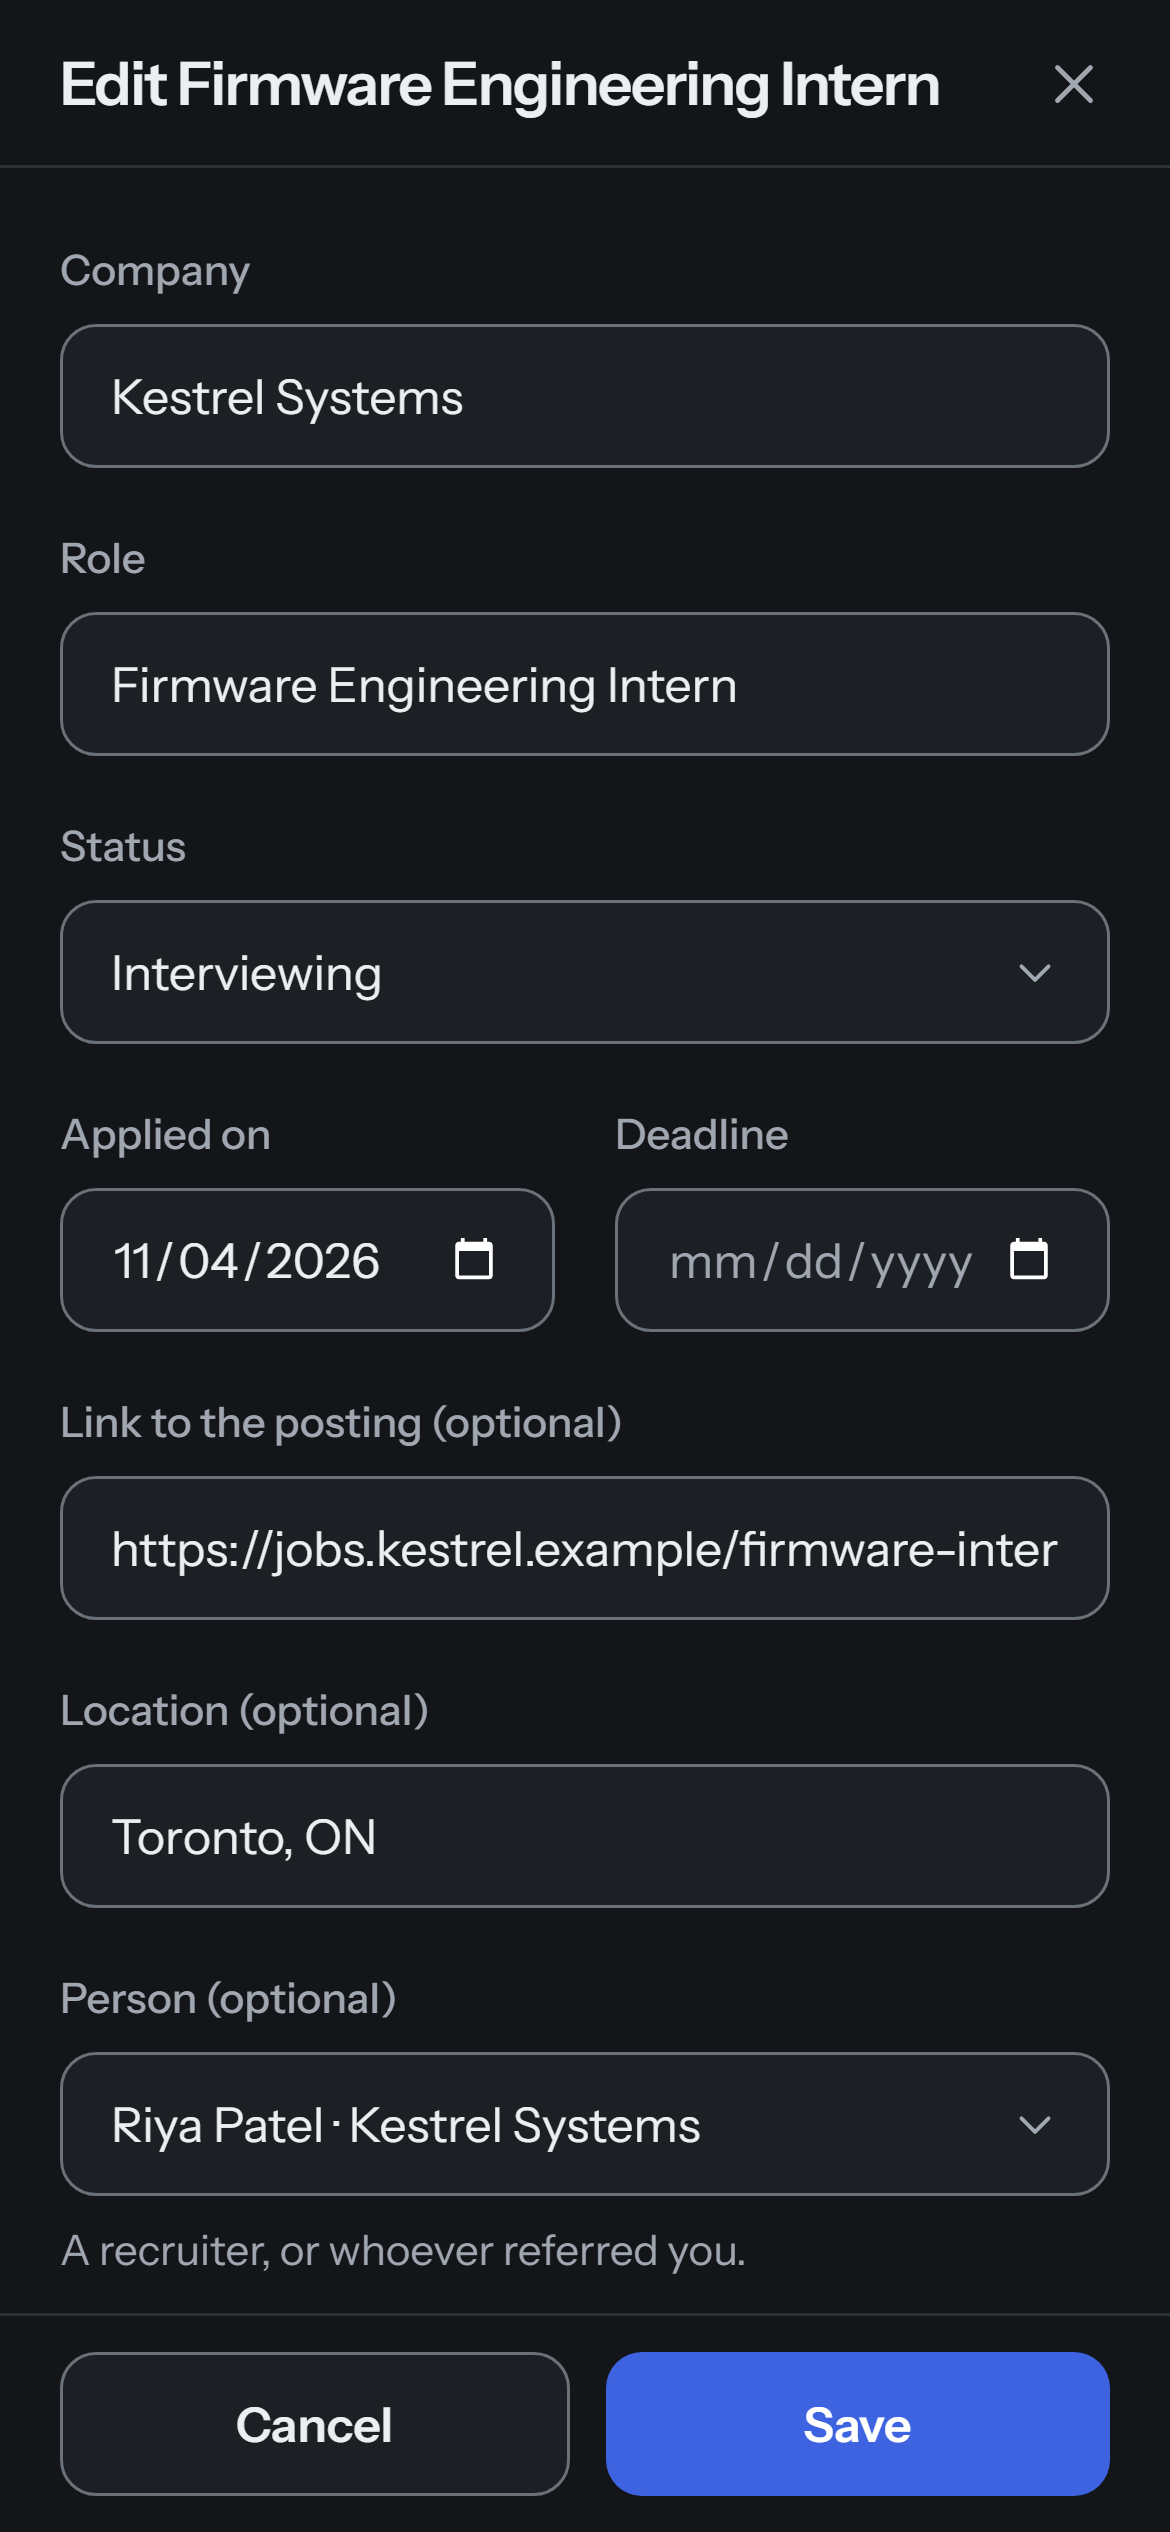 Edit Firmware Engineering Intern
Company
Kestrel Systems
Role
Firmware Engineering Intern
Status
Interviewing
Applied on
Deadline
11/04/2026
mm/dd/yyyy
Link to the posting (optional)
https://jobs.kestrel.example/firmware-inter
Location (optional)
Toronto, ON
Person (optional)
Riya Patel · Kestrel Systems
A recruiter, or whoever referred you.
Cancel
Save